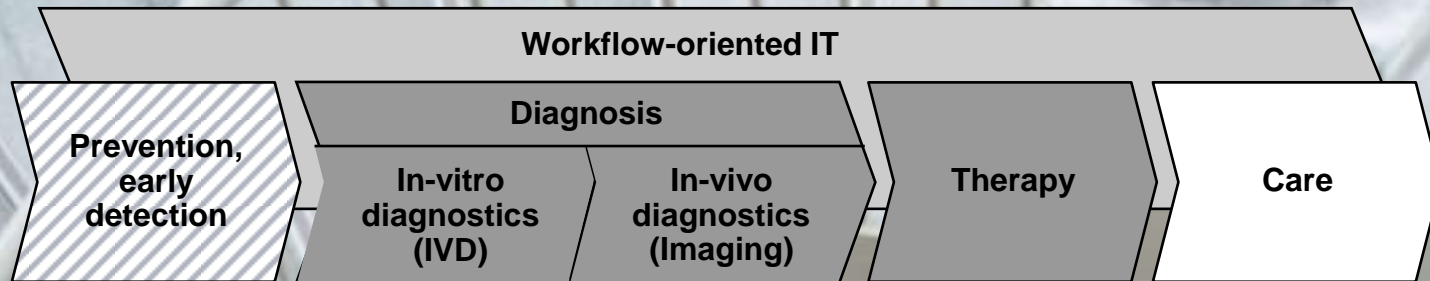 Workflow-oriented IT
Prevention,
early
detection
Diagnosis
In-vitro
diagnostics
(IVD)
In-vivo
diagnostics
(Imaging)
Therapy
Care